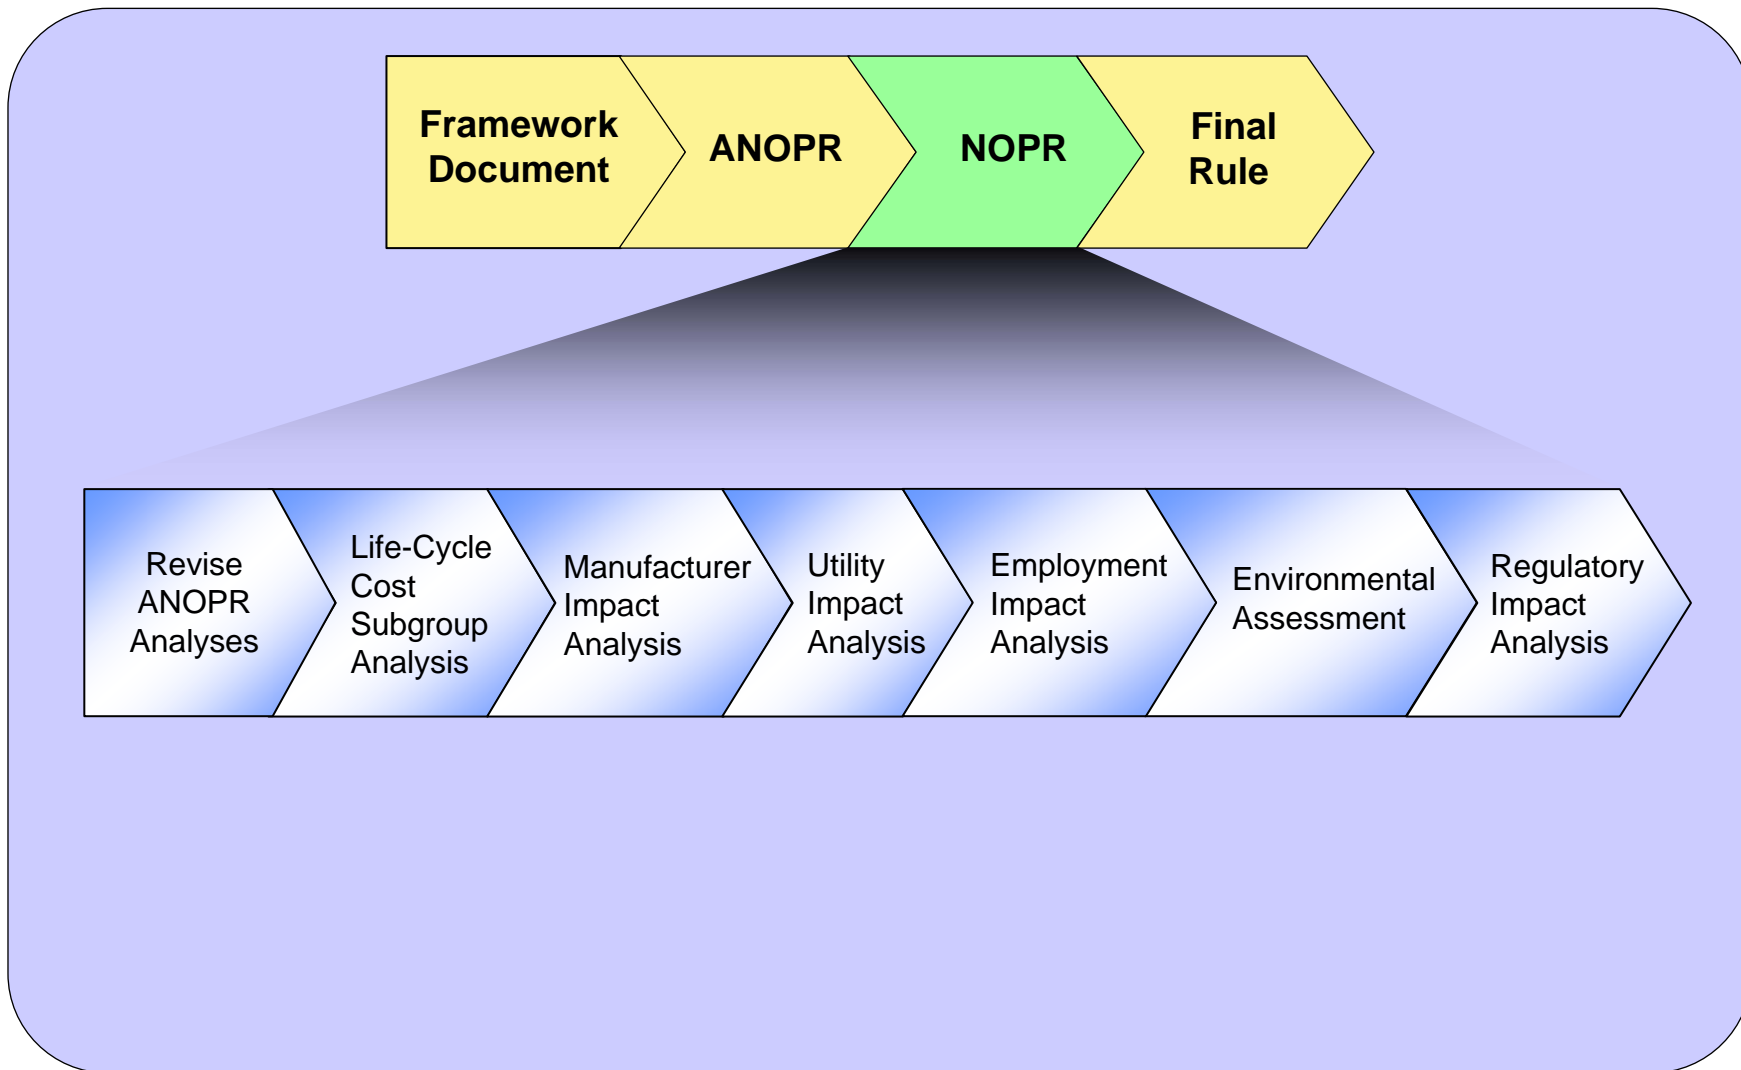 Framework
Document
ANOPR
NOPR
Final
Rule
Revise
ANOPR
Analyses
Life-Cycle
Cost
Subgroup
Analysis
Manufacturer
Impact
Analysis
Utility
Impact
Analysis
Employment
Impact
Analysis
Environmental
Assessment
Regulatory
Impact
Analysis